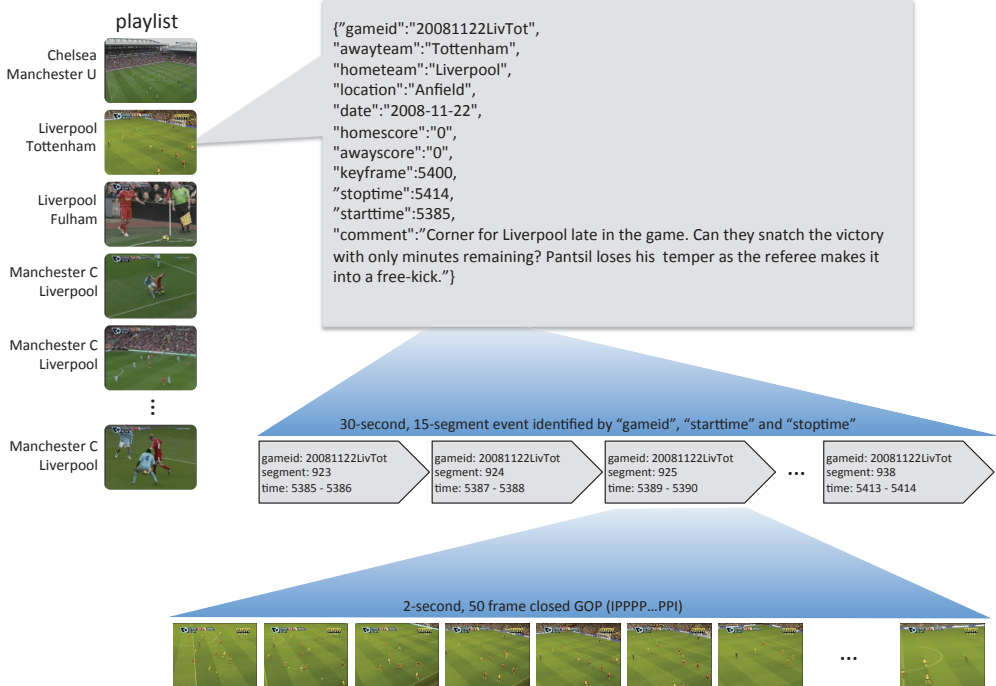 playlist
Chelsea
Manchester U
Liverpool
Tottenham
Liverpool
Fulham
Manchester C
Liverpool
Manchester C
Liverpool
⋮
Manchester C
Liverpool
{”gameid":"20081122LivTot",
"awayteam":"Tottenham",
"hometeam":"Liverpool",
"location":"Anfield",
"date":"2008-11-22",
"homescore":"0",
"awayscore":"0",
"keyframe":5400,
”stoptime":5414,
”starttime":5385,
"comment":”Corner for Liverpool late in the game. Can they snatch the victory
with only minutes remaining? Pantsil loses his temper as the referee makes it
into a free-kick.”}
30-second, 15-segment event identified by “gameid”, “starttime” and “stoptime”
gameid: 20081122LivTot
segment: 923
time: 5385 - 5386
gameid: 20081122LivTot
segment: 924
time: 5387 - 5388
gameid: 20081122LivTot
segment: 925
time: 5389 - 5390
...
gameid: 20081122LivTot
segment: 938
time: 5413 - 5414
2-second, 50 frame closed GOP (IPPPP...PPI)
...